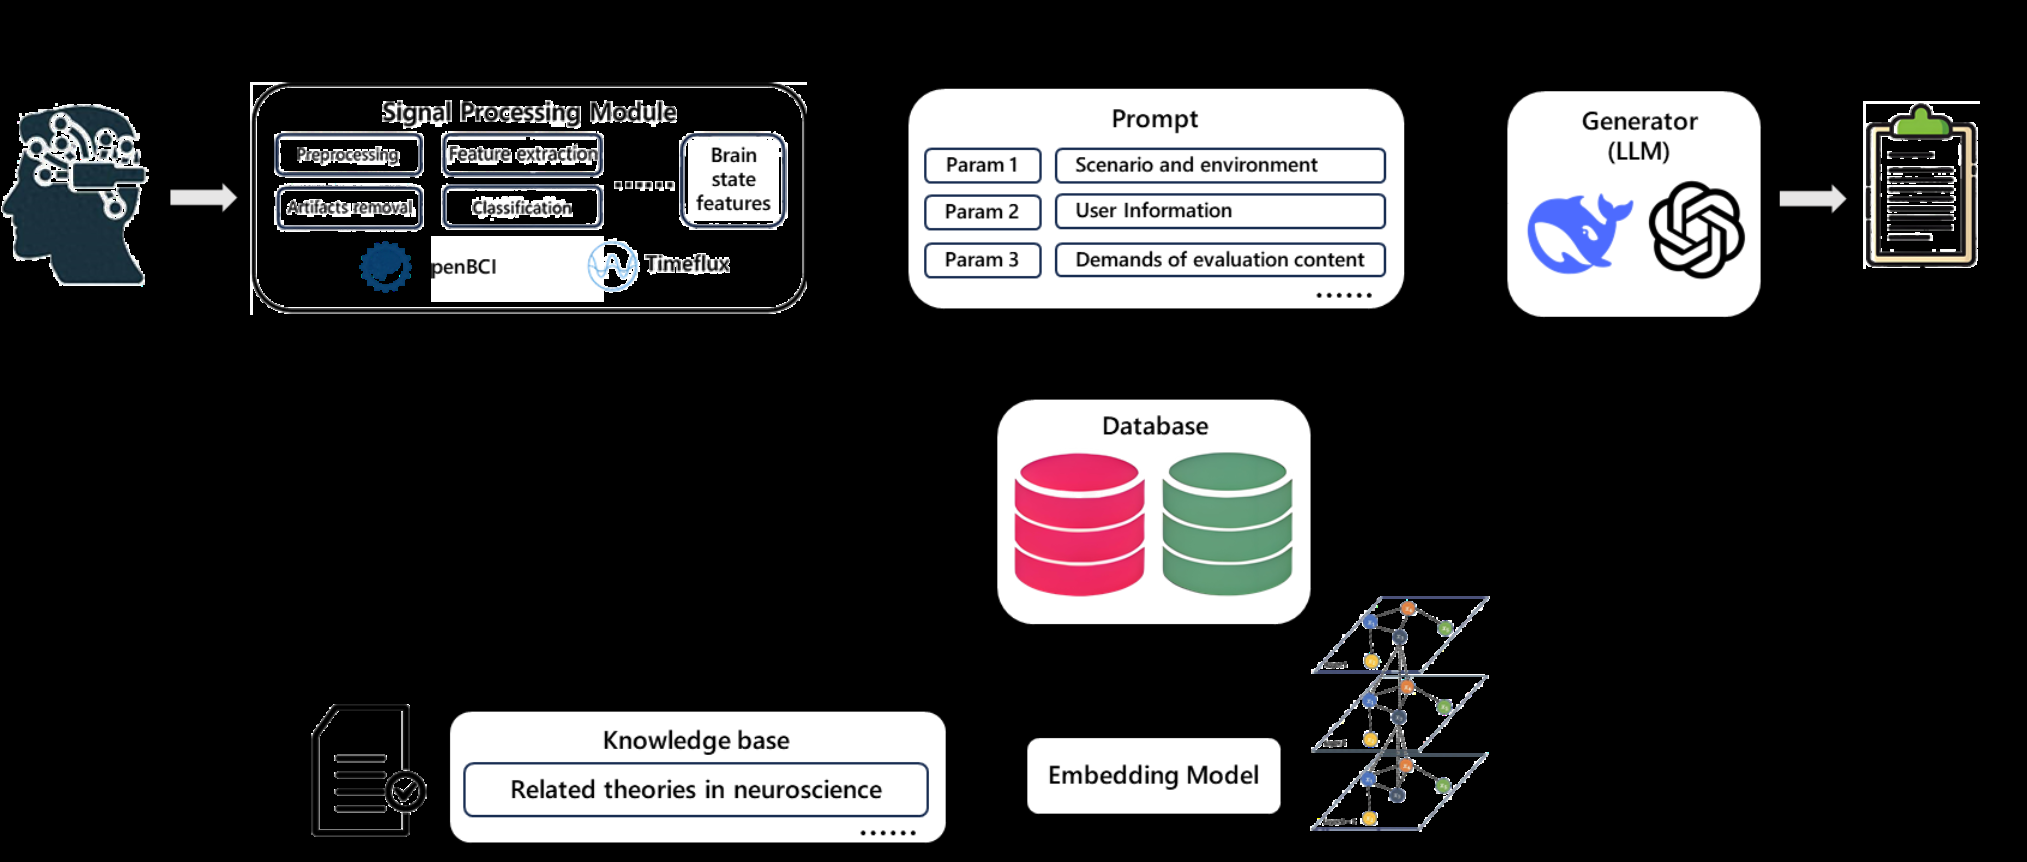 Signal Processing Module
Preprocessing
Feature extraction
Artifacts removal
Classification
......
Brain
state
features
penBCI
Timeflux
Prompt
Param 1
Scenario and environment
Param 2
User Information
Param 3
Demands of evaluation content
......
Generator
(LLM)
Database
Knowledge base
Related theories in neuroscience
......
Embedding Model